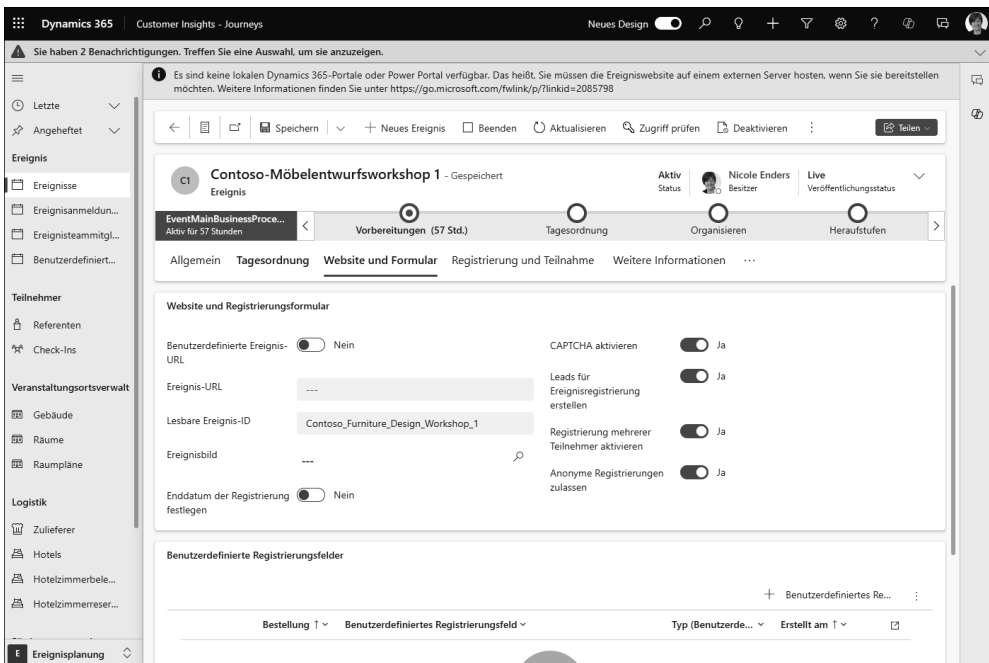 Dynamics 365 Customer Insights - Journeys Neues Design
Sie haben 2 Benachrichtigungen. Treffen Sie eine Auswahl, um sie anzuzeigen.
Es sind keine lokalen Dynamics 365-Portale oder Power Portal verfügbar. Das heißt, Sie müssen die Ereigniswebsite auf einem externen Server hosten, wenn Sie sie bereitstellen
möchten. Weitere Informationen finden Sie unter https://go.microsoft.com/fwlink/p/?linkid=2085798
Letzte
Angeheftet
Ereignis
Ereignisse
Ereignisanmeldun...
Ereignisteammitgl...
Benutzerdefiniert...
Teilnehmer
Referenten
Check-Ins
Veranstaltungsortsverwalt
Gebäude
Räume
Raumpläne
Logistik
Zulieferer
Hotels
Hotelzimmerbele...
Hotelzimmerreser...
E Ereignisplanung
Speichern Neues Ereignis Beenden Aktualisieren Zugriff prüfen Deaktivieren Teilen
C1 Contoso-Möbelentwurfsworkshop 1 - Gespeichert
Ereignis
Aktiv
Status
Nicole Enders
Besitzer
Live
Veröffentlichungsstatus
EventMainBusinessProce...
Aktiv für 57 Stunden
Vorbereitungen (57 Std.) Tagesordnung Organisieren Heraufstufen
Allgemein Tagesordnung Website und Formular Registrierung und Teilnahme Weitere Informationen ...
Website und Registrierungsformular
Benutzerdefinierte Ereignis-
URL
Nein
Ereignis-URL ---
Lesbare Ereignis-ID Contoso_Furniture_Design_Workshop_1
Ereignisbild ---
Enddatum der Registrierung
festlegen
Nein
CAPTCHA aktivieren Ja
Leads für
Ereignisregistrierung
erstellen
Ja
Registrierung mehrerer
Teilnehmer aktivieren
Ja
Anonyme Registrierungen
zulassen
Ja
Benutzerdefinierte Registrierungsfelder
Benutzerdefiniertes Re...
Bestellung ↑ Benutzerdefiniertes Registrierungsfeld Typ (Benutzerde... Erstellt am ↑